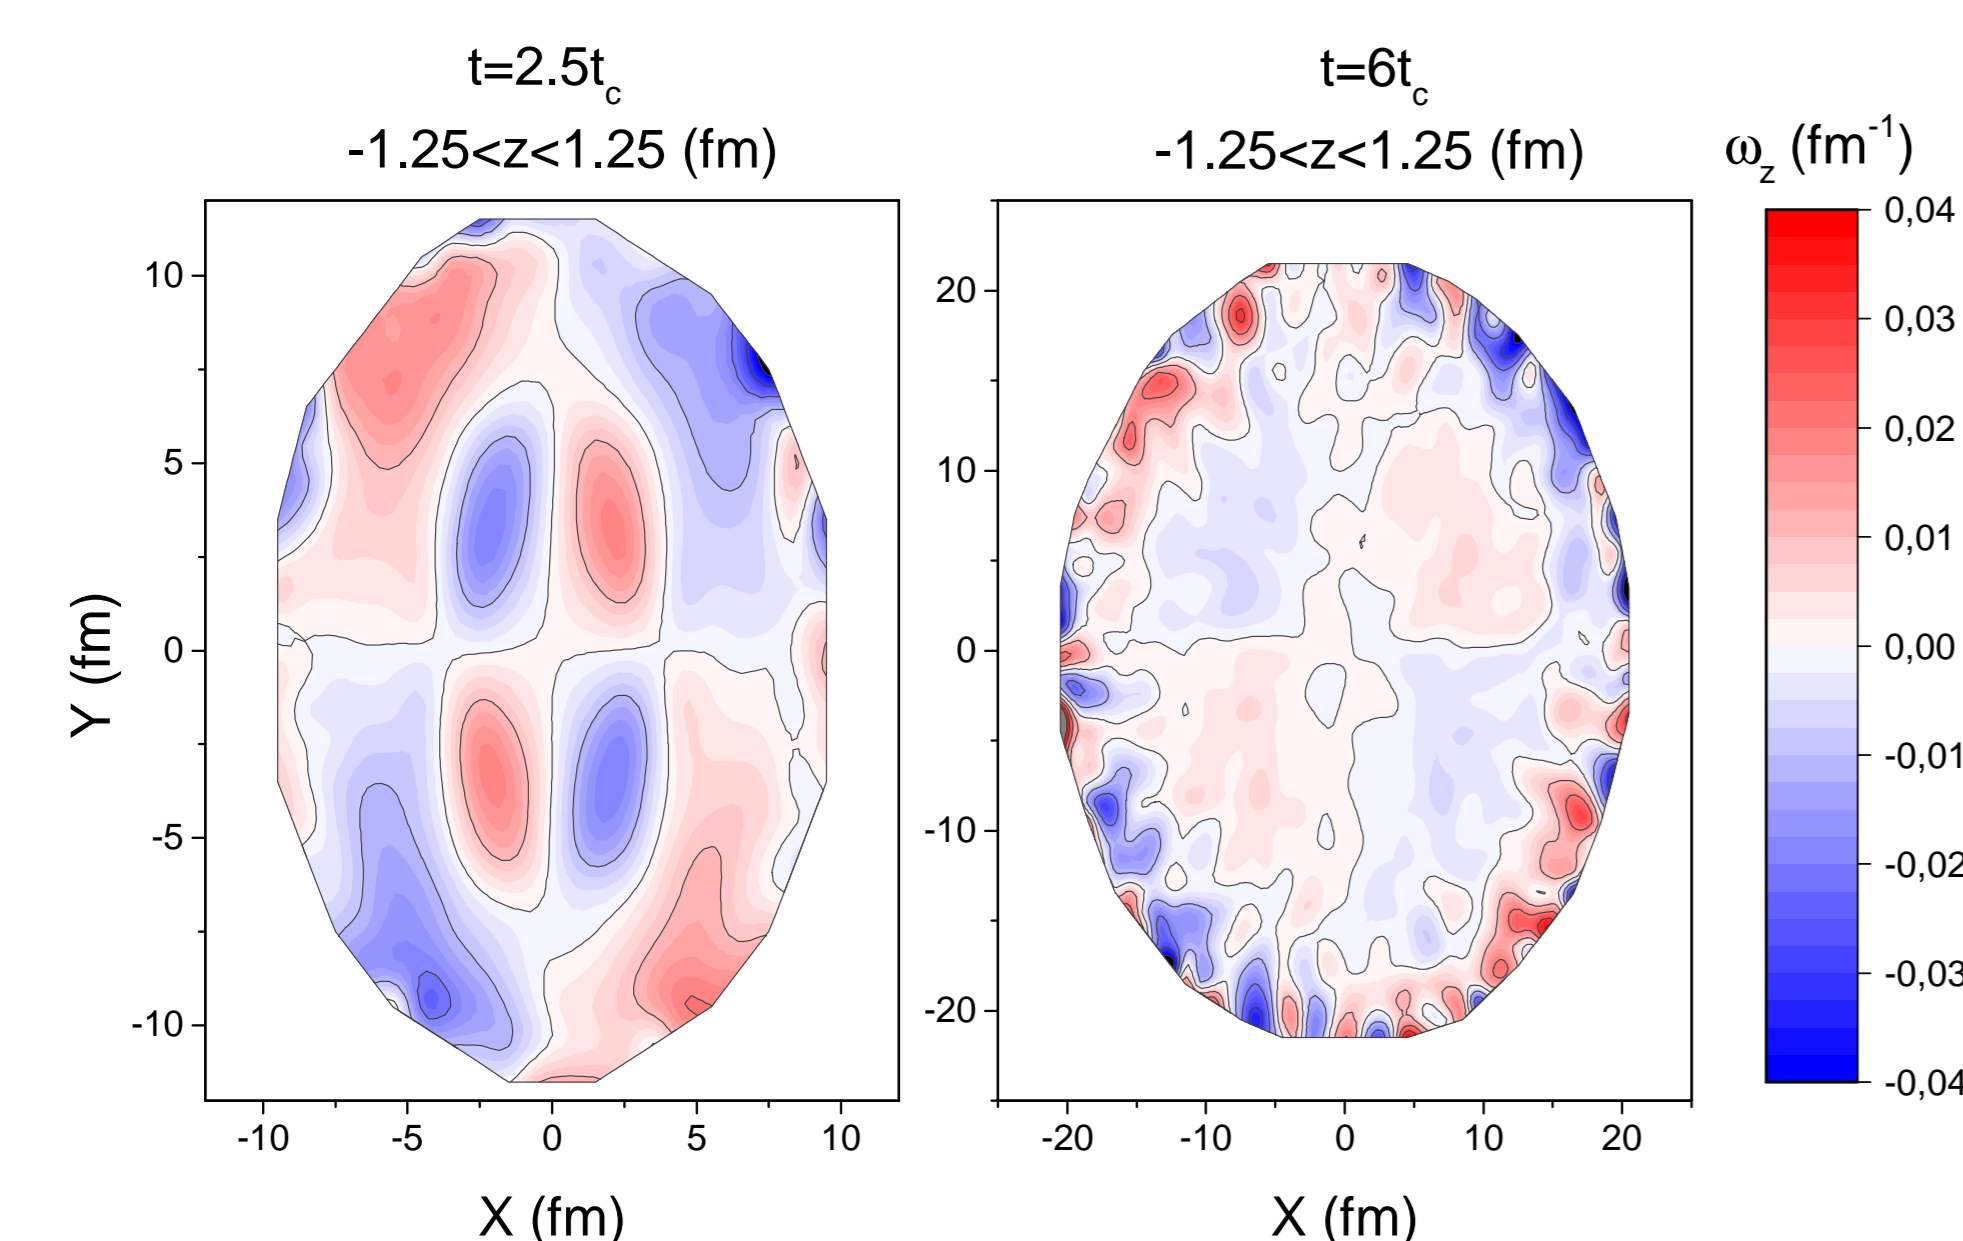 t=2.5t_c
-1.25<z<1.25 (fm)
t=6t_c
-1.25<z<1.25 (fm)
ω_z (fm^-1)
10
5
0
-5
-10
Y (fm)
-10 -5 0 5 10
X (fm)
20
10
0
-10
-20
-20 -10 0 10 20
X (fm)
0,04
0,03
0,02
0,01
0,00
-0,01
-0,02
-0,03
-0,04